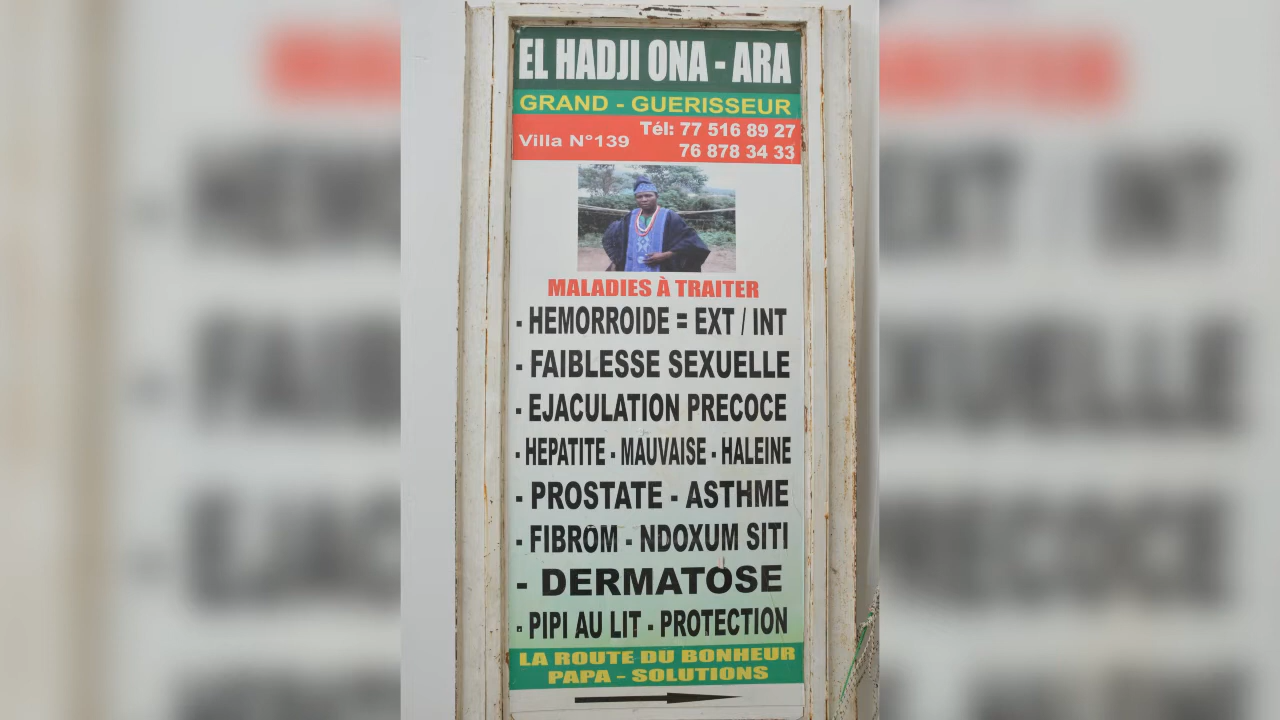 EL HADJI ONA - ARA
GRAND - GUERISSEUR
Villa N°139
Tél: 77 516 89 27
76 878 34 33
MALADIES À TRAITER
- HEMORROIDE = EXT / INT
- FAIBLESSE SEXUELLE
- EJACULATION PRECOCE
- HEPATITE - MAUVAISE - HALEINE
- PROSTATE - ASTHME
- FIBROM - NDOXUM SITI
- DERMATOSE
- PIPI AU LIT - PROTECTION
LA ROUTE DU BONHEUR
PAPA - SOLUTIONS